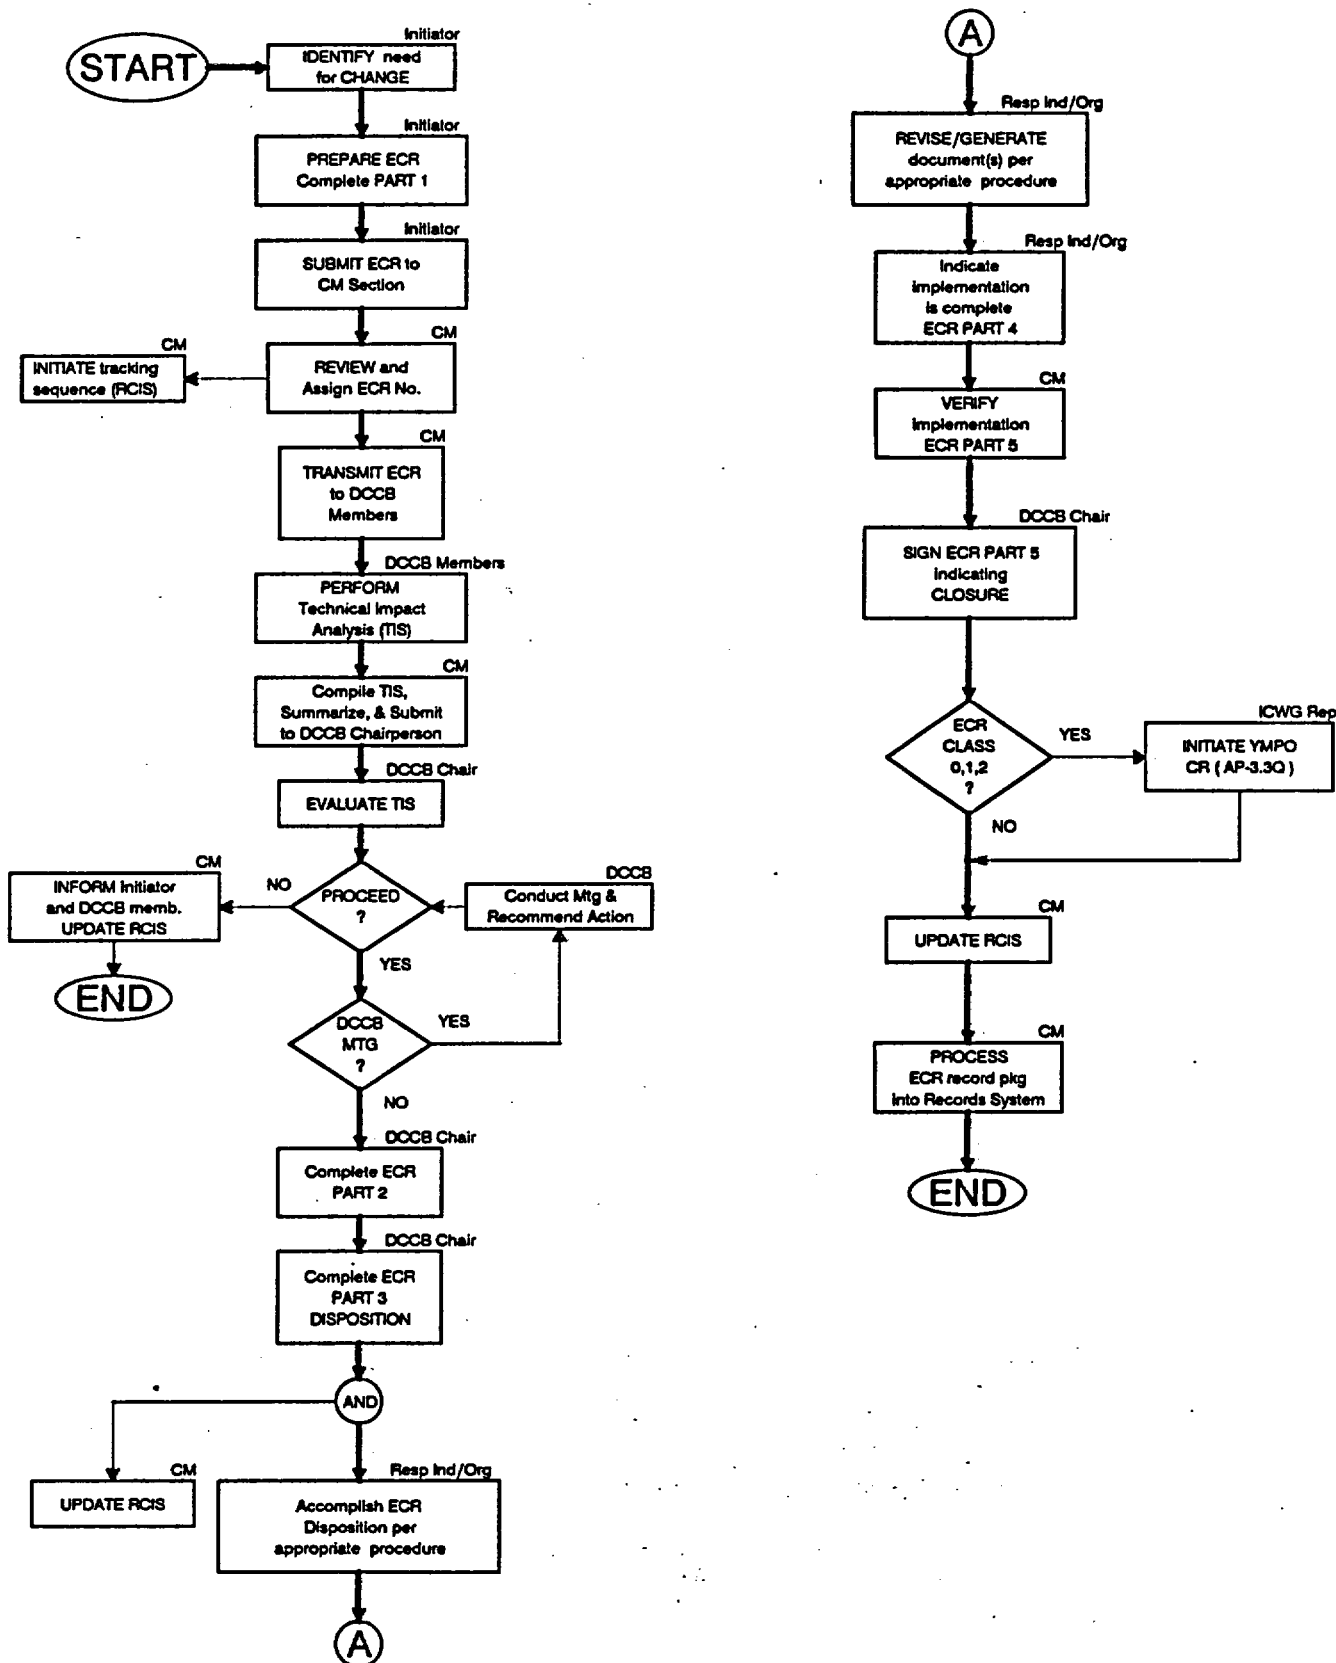 START
Initiator
IDENTIFY need
for CHANGE
Initiator
PREPARE ECR
Complete PART 1
Initiator
SUBMIT ECR to
CM Section
CM
REVIEW and
Assign ECR No.
CM
INITIATE tracking
sequence (RCIS)
CM
TRANSMIT ECR
to DCCB
Members
DCCB Members
PERFORM
Technical Impact
Analysis (TIS)
CM
Compile TIS,
Summarize, & Submit
to DCCB Chairperson
DCCB Chair
EVALUATE TIS
PROCEED
?
NO
CM
INFORM Initiator
and DCCB memb.
UPDATE RCIS
END
DCCB
Conduct Mtg &
Recommend Action
YES
DCCB
MTG
?
YES
NO
DCCB Chair
Complete ECR
PART 2
DCCB Chair
Complete ECR
PART 3
DISPOSITION
AND
CM
UPDATE RCIS
Resp Ind/Org
Accomplish ECR
Disposition per
appropriate procedure
A
A
Resp Ind/Org
REVISE/GENERATE
document(s) per
appropriate procedure
Resp Ind/Org
Indicate
implementation
is complete
ECR PART 4
CM
VERIFY
implementation
ECR PART 5
DCCB Chair
SIGN ECR PART 5
indicating
CLOSURE
ECR
CLASS
0,1,2
?
YES
ICWG Rep
INITIATE YMPO
CR ( AP-3.3Q )
NO
CM
UPDATE RCIS
CM
PROCESS
ECR record pkg
into Records System
END